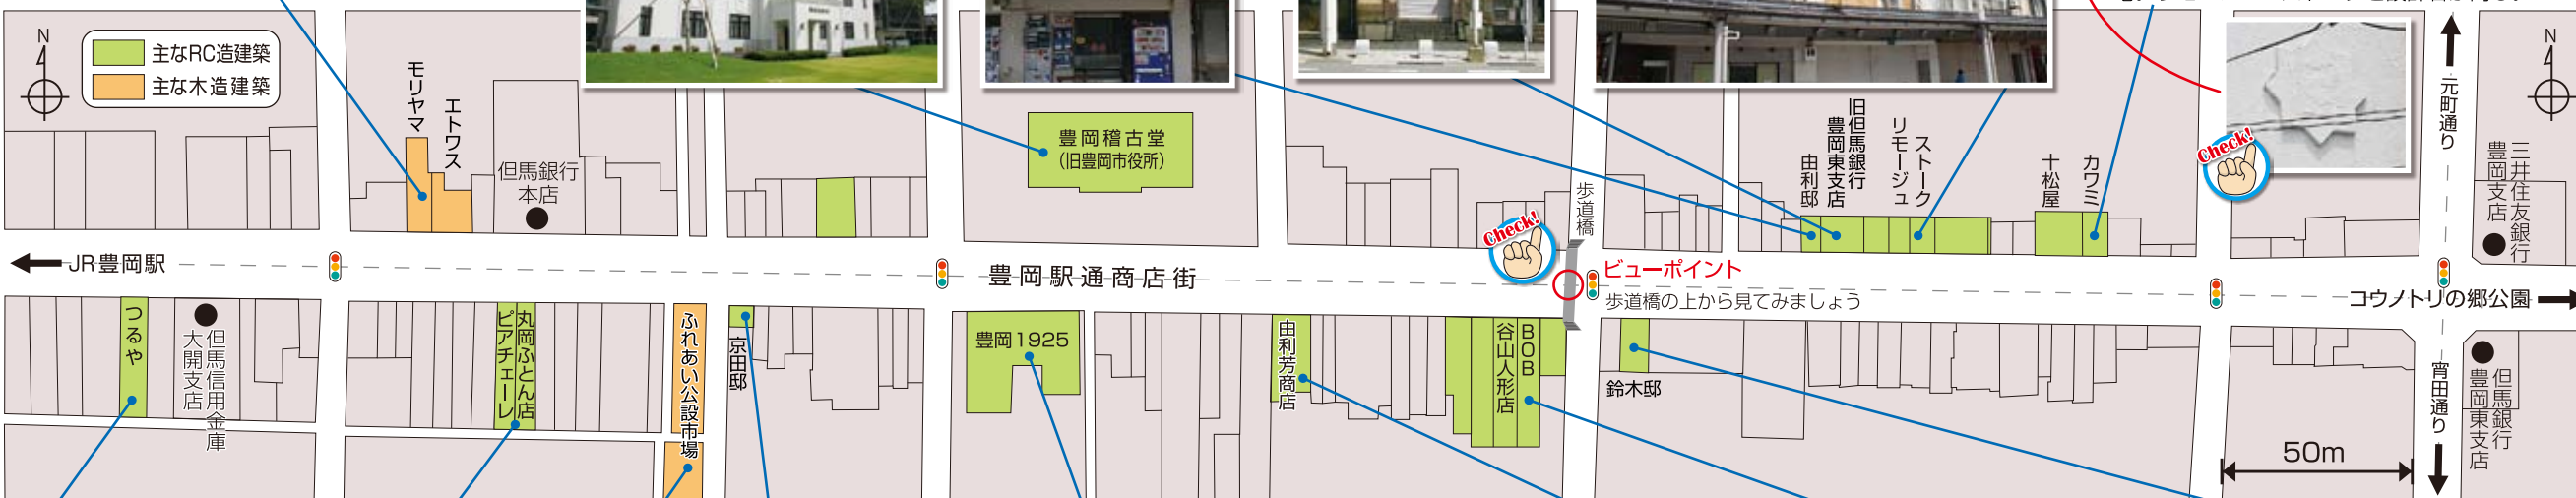 N
主なRC造建築
主な木造建築
モリヤマ
エトワス
但馬銀行
本店
豊岡稽古堂
（旧豊岡市役所）
歩道橋
Check!
由利邸
旧但馬銀行
豊岡東支店
リモージュ
ストーク
十松屋
カワミ
Check!
元町通り
N
三井住友銀行
豊岡支店
JR豊岡駅
豊岡駅通商店街
ビューポイント
歩道橋の上から見てみましょう
コウノトリの郷公園
つるや
但馬信用金庫
大開支店
丸岡ふとん店
ピアチェーレ
ふれあい公設市場
京田邸
豊岡1925
由利芳商店
BOB
谷山人形店
鈴木邸
50m
宵田通り
但馬銀行
豊岡東支店